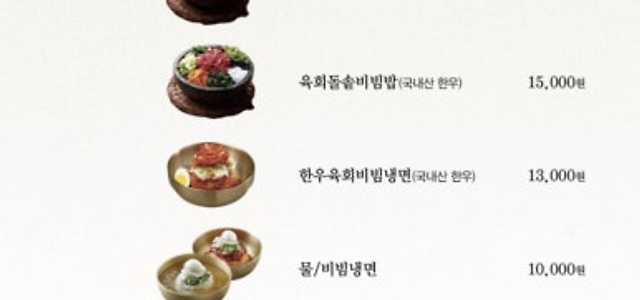 육회돌솥비빔밥(국내산 한우) 15,000원
한우육회비빔냉면(국내산 한우) 13,000원
물/비빔냉면 10,000원